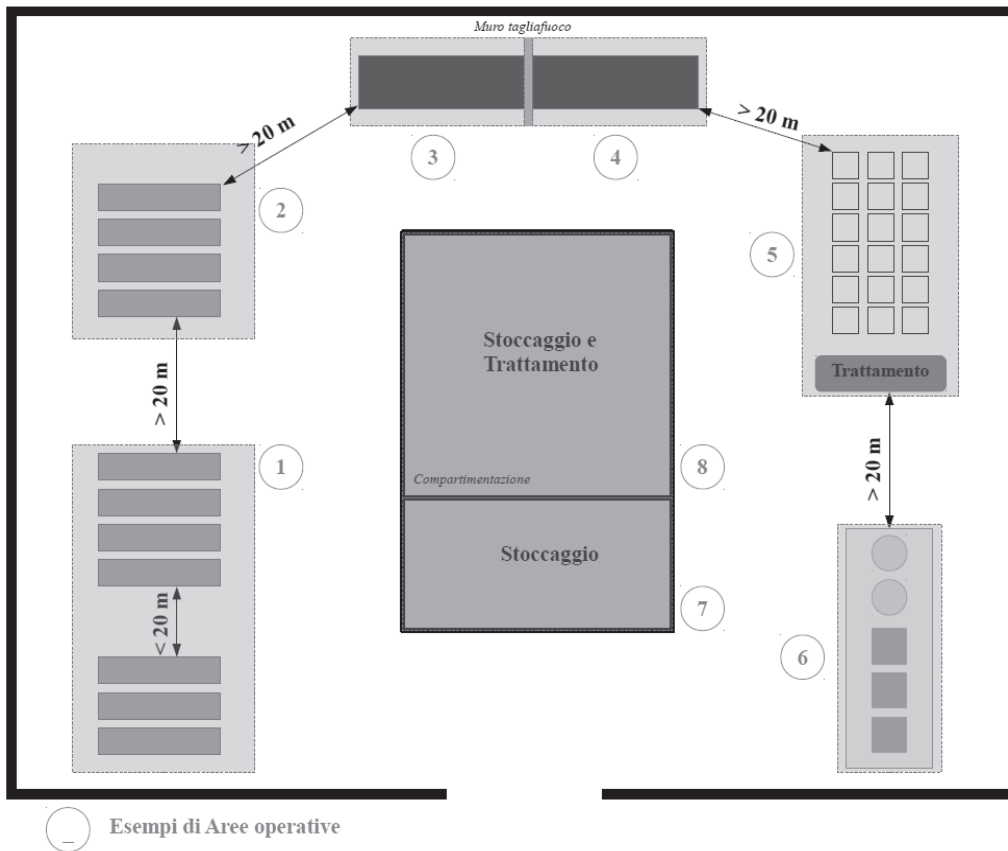 Muro tagliafuoco
> 20 m
> 20 m
3
4
2
5
Stoccaggio e
Trattamento
Trattamento
> 20 m
1
Compartimentazione
8
> 20 m
Stoccaggio
< 20 m
7
6
_
Esempi di Aree operative